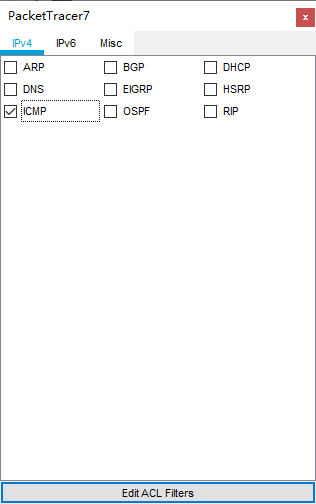 PacketTracer7 x
IPv4 IPv6 Misc
ARP BGP DHCP
DNS EIGRP HSRP
ICMP OSPF RIP
Edit ACL Filters